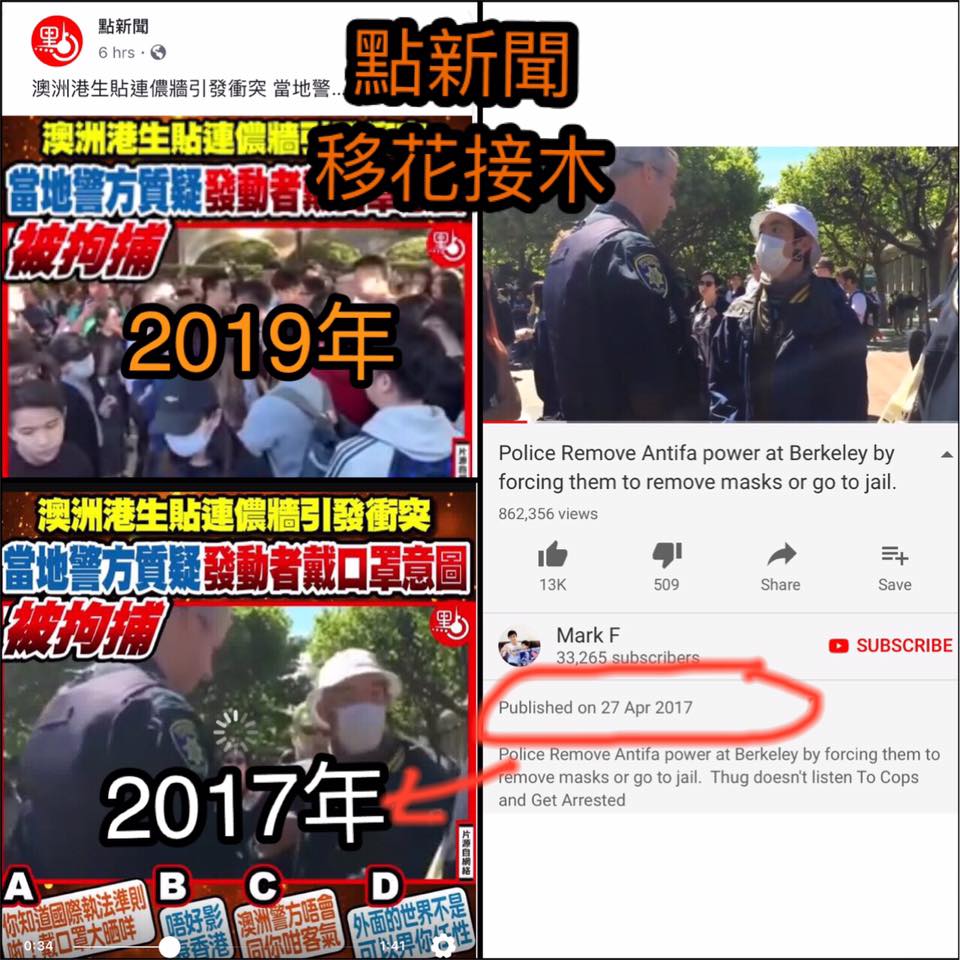 點新聞
6 hrs
澳洲港生貼連儂牆引發衝突 當地警...
點新聞
移花接木
澳洲港生貼連儂牆引發
當地警方質疑發動者
被拘捕
點
2019年
片源自
澳洲港生貼連儂牆引發衝突
當地警方質疑發動者戴口罩意圖
被拘捕
點
2017年
片源自網絡
A B C D
你知道國際執法準則
啦！戴口罩大晒咩
唔好影
香港
澳洲警方唔會
同你咁客氣
外面的世界不是
可以畀你任性
0:34
1:41
Police Remove Antifa power at Berkeley by
forcing them to remove masks or go to jail.
862,356 views
13K
509
Share
Save
Mark F
33,265 subscribers
SUBSCRIBE
Published on 27 Apr 2017
Police Remove Antifa power at Berkeley by forcing them to
remove masks or go to jail. Thug doesn't listen To Cops
and Get Arrested